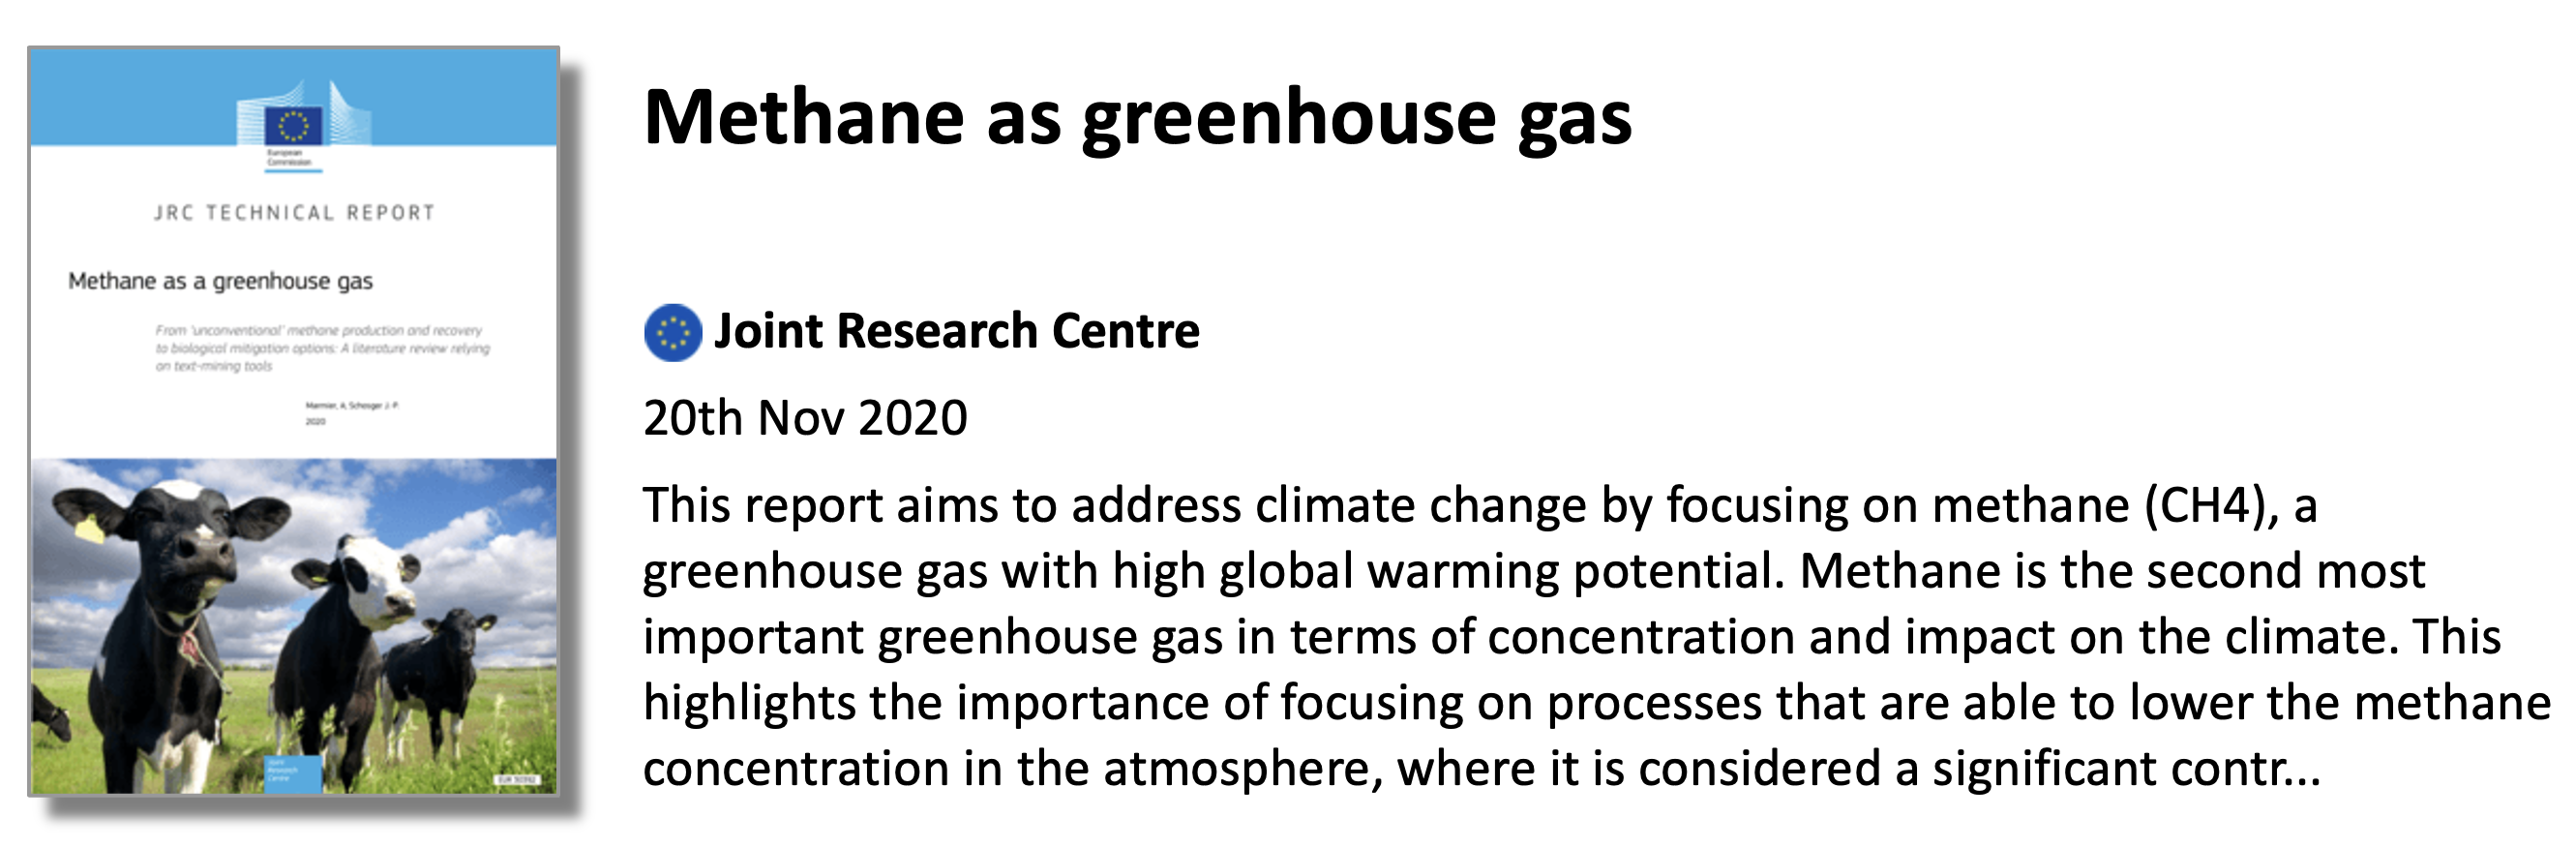 European
Commission
JRC TECHNICAL REPORT
Methane as a greenhouse gas
From 'unconventional' methane production and recovery
to biological mitigation options: A literature review relying
on text-mining tools
Marmier, A, Schosger J.-P.
2020
Joint
Research
Centre
Methane as greenhouse gas
Joint Research Centre
20th Nov 2020
This report aims to address climate change by focusing on methane (CH4), a
greenhouse gas with high global warming potential. Methane is the second most
important greenhouse gas in terms of concentration and impact on the climate. This
highlights the importance of focusing on processes that are able to lower the methane
concentration in the atmosphere, where it is considered a significant contr...